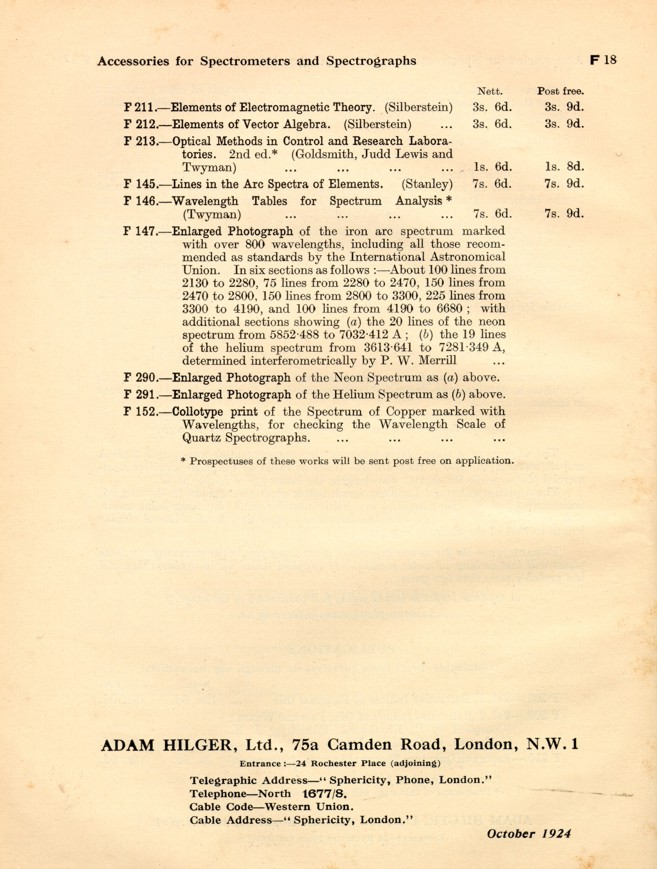 Accessories for Spectrometers and Spectrographs F 18
Nett. Post free.
F 211.—Elements of Electromagnetic Theory. (Silberstein) 3s. 6d. 3s. 9d.
F 212.—Elements of Vector Algebra. (Silberstein) ... 3s. 6d. 3s. 9d.
F 213.—Optical Methods in Control and Research Labora-
tories. 2nd ed.* (Goldsmith, Judd Lewis and
Twyman) ... ... ... ... 1s. 6d. 1s. 8d.
F 145.—Lines in the Arc Spectra of Elements. (Stanley) 7s. 6d. 7s. 9d.
F 146.—Wavelength Tables for Spectrum Analysis *
(Twyman) ... ... ... ... 7s. 6d. 7s. 9d.
F 147.—Enlarged Photograph of the iron arc spectrum marked
with over 800 wavelengths, including all those recom-
mended as standards by the International Astronomical
Union. In six sections as follows :—About 100 lines from
2130 to 2280, 75 lines from 2280 to 2470, 150 lines from
2470 to 2800, 150 lines from 2800 to 3300, 225 lines from
3300 to 4190, and 100 lines from 4190 to 6680 ; with
additional sections showing (a) the 20 lines of the neon
spectrum from 5852·488 to 7032·412 A ; (b) the 19 lines
of the helium spectrum from 3613·641 to 7281·349 A,
determined interferometrically by P. W. Merrill ...
F 290.—Enlarged Photograph of the Neon Spectrum as (a) above.
F 291.—Enlarged Photograph of the Helium Spectrum as (b) above.
F 152.—Collotype print of the Spectrum of Copper marked with
Wavelengths, for checking the Wavelength Scale of
Quartz Spectrographs. ... ... ... ...
* Prospectuses of these works will be sent post free on application.
ADAM HILGER, Ltd., 75a Camden Road, London, N.W. 1
Entrance :—24 Rochester Place (adjoining)
Telegraphic Address—“ Sphericity, Phone, London.”
Telephone—North 1677/8.
Cable Code—Western Union.
Cable Address—“ Sphericity, London.”
October 1924